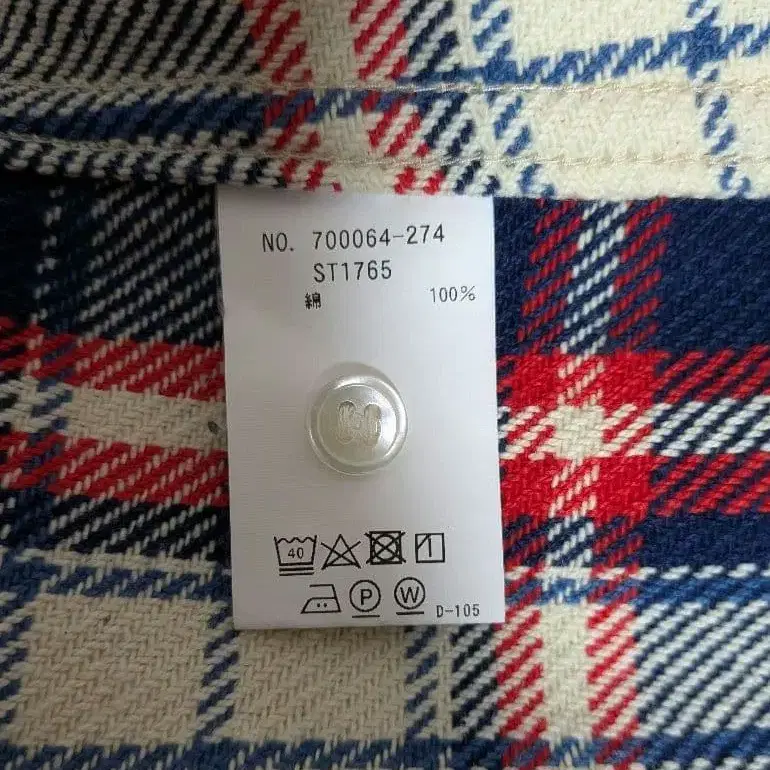 NO. 700064-274
ST1765
綿 100%
40
P W D-105